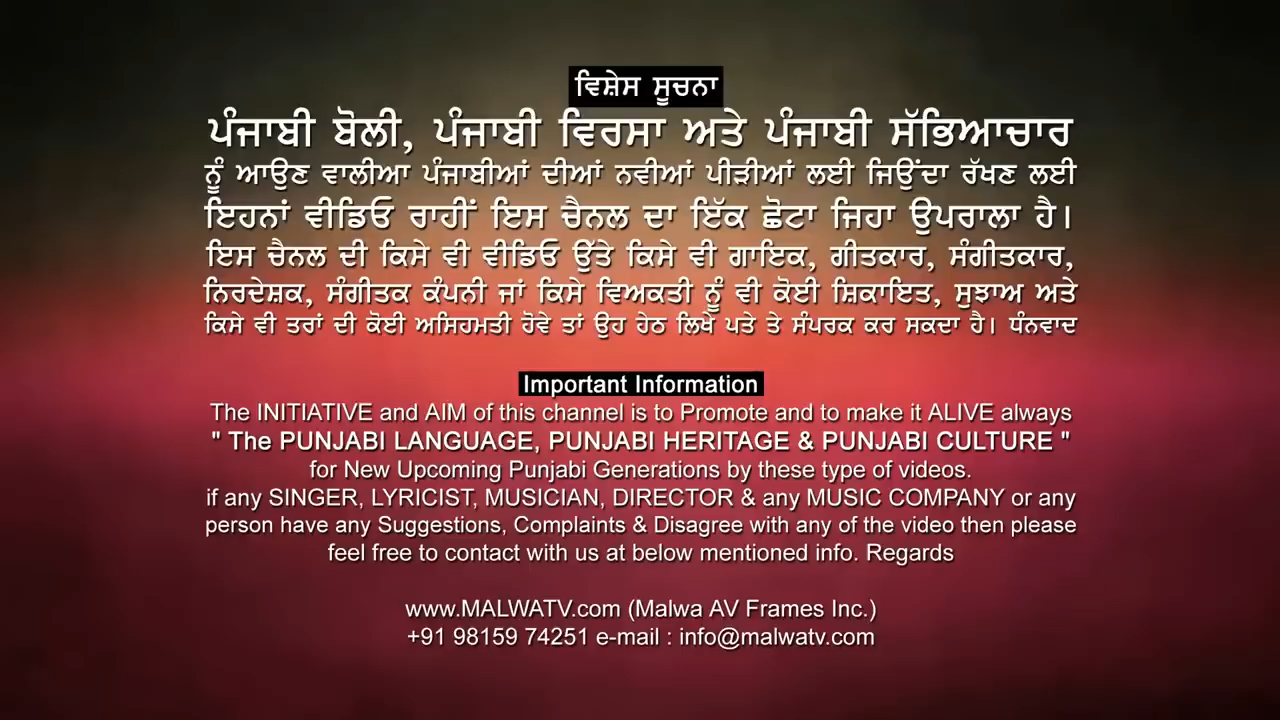 ਵਿਸ਼ੇਸ ਸੂਚਨਾ
ਪੰਜਾਬੀ ਬੋਲੀ, ਪੰਜਾਬੀ ਵਿਰਸਾ ਅਤੇ ਪੰਜਾਬੀ ਸੱਭਿਆਚਾਰ
ਨੂੰ ਆਉਣ ਵਾਲੀਆ ਪੰਜਾਬੀਆਂ ਦੀਆਂ ਨਵੀਆਂ ਪੀੜੀਆਂ ਲਈ ਜਿਉਂਦਾ ਰੱਖਣ ਲਈ
ਇਹਨਾਂ ਵੀਡਿਓ ਰਾਹੀਂ ਇਸ ਚੈਨਲ ਦਾ ਇੱਕ ਛੋਟਾ ਜਿਹਾ ਉਪਰਾਲਾ ਹੈ।
ਇਸ ਚੈਨਲ ਦੀ ਕਿਸੇ ਵੀ ਵੀਡਿਓ ਉੱਤੇ ਕਿਸੇ ਵੀ ਗਾਇਕ, ਗੀਤਕਾਰ, ਸੰਗੀਤਕਾਰ,
ਨਿਰਦੇਸ਼ਕ, ਸੰਗੀਤਕ ਕੰਪਨੀ ਜਾਂ ਕਿਸੇ ਵਿਅਕਤੀ ਨੂੰ ਵੀ ਕੋਈ ਸ਼ਿਕਾਇਤ, ਸੁਝਾਅ ਅਤੇ
ਕਿਸੇ ਵੀ ਤਰਾਂ ਦੀ ਕੋਈ ਅਸਿਹਮਤੀ ਹੋਵੇ ਤਾਂ ਉਹ ਹੇਠ ਲਿਖੇ ਪਤੇ ਤੇ ਸੰਪਰਕ ਕਰ ਸਕਦਾ ਹੈ। ਧੰਨਵਾਦ
Important Information
The INITIATIVE and AIM of this channel is to Promote and to make it ALIVE always
" The PUNJABI LANGUAGE, PUNJABI HERITAGE & PUNJABI CULTURE "
for New Upcoming Punjabi Generations by these type of videos.
if any SINGER, LYRICIST, MUSICIAN, DIRECTOR & any MUSIC COMPANY or any
person have any Suggestions, Complaints & Disagree with any of the video then please
feel free to contact with us at below mentioned info. Regards
www.MALWATV.com (Malwa AV Frames Inc.)
+91 98159 74251 e-mail : info@malwatv.com